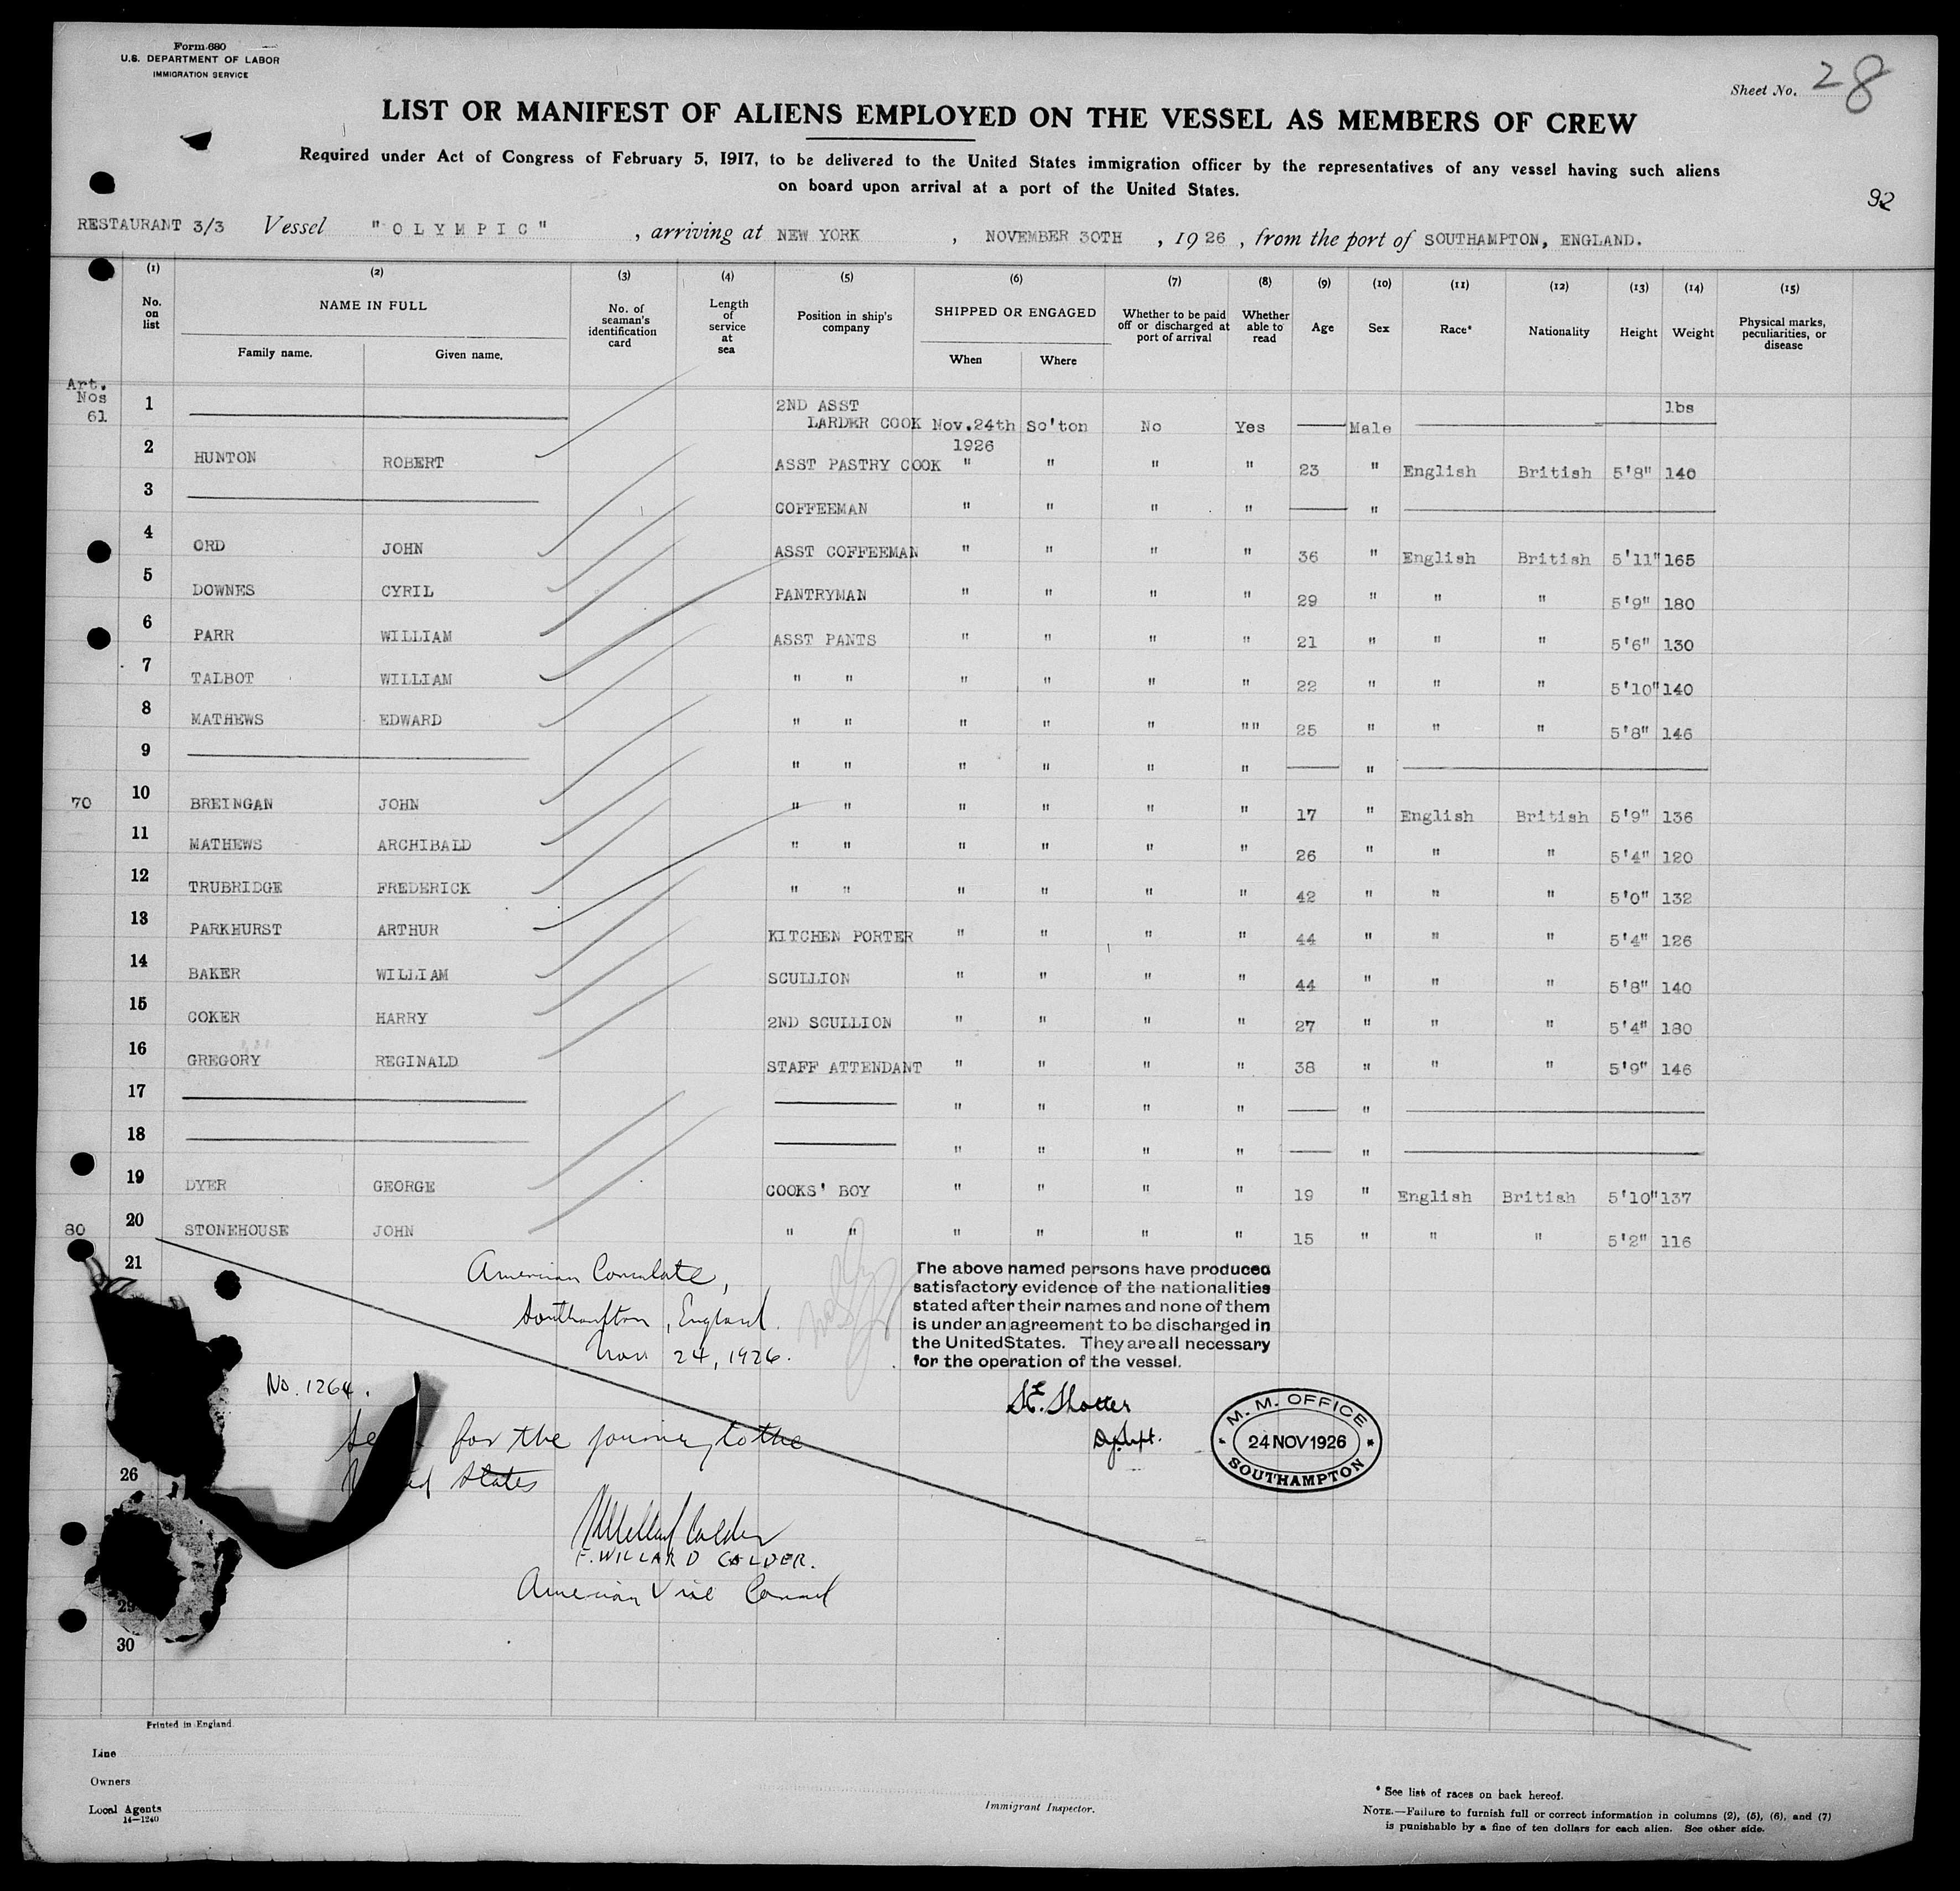 Form 680
U.S. DEPARTMENT OF LABOR
IMMIGRATION SERVICE
Sheet No. 28
LIST OR MANIFEST OF ALIENS EMPLOYED ON THE VESSEL AS MEMBERS OF CREW
Required under Act of Congress of February 5, 1917, to be delivered to the United States immigration officer by the representatives of any vessel having such aliens
on board upon arrival at a port of the United States.
92
RESTAURANT 3/3 Vessel "OLYMPIC", arriving at NEW YORK, NOVEMBER 30TH, 1926, from the port of SOUTHAMPTON, ENGLAND.
(1) (2) (3) (4) (5) (6) (7) (8) (9) (10) (11) (12) (13) (14) (15)
No. on list NAME IN FULL No. of seaman's identification card Length of service at sea Position in ship's company SHIPPED OR ENGAGED Whether to be paid off or discharged at port of arrival Whether able to read Age Sex Race* Nationality Height Weight Physical marks, peculiarities, or disease
Family name. Given name. When Where
Art. Nos
61 1 2ND ASST LARDER COOK Nov.24th 1926 So'ton No Yes Male lbs
2 HUNTON ROBERT ASST PASTRY COOK " " " " 23 " English British 5'8" 140
3 COFFEEMAN " " " " "
4 ORD JOHN ASST COFFEEMAN " " " " 36 " English British 5'11" 165
5 DOWNES CYRIL PANTRYMAN " " " " 29 " " " 5'9" 180
6 PARR WILLIAM ASST PANTS " " " " 21 " " " 5'6" 130
7 TALBOT WILLIAM " " " " " " 22 " " " 5'10" 140
8 MATHEWS EDWARD " " " " " "" 25 " " " 5'8" 146
9 " " " " " " "
70 10 BREINGAN JOHN " " " " " " 17 " English British 5'9" 136
11 MATHEWS ARCHIBALD " " " " " " 26 " " " 5'4" 120
12 TRUBRIDGE FREDERICK " " " " " " 42 " " " 5'0" 132
13 PARKHURST ARTHUR KITCHEN PORTER " " " " 44 " " " 5'4" 126
14 BAKER WILLIAM SCULLION " " " " 44 " " " 5'8" 140
15 COKER HARRY 2ND SCULLION " " " " 27 " " " 5'4" 180
16 GREGORY REGINALD STAFF ATTENDANT " " " " 38 " " " 5'9" 146
17 " " " " "
18 " " " " "
19 DYER GEORGE COOKS' BOY " " " " 19 " English British 5'10" 137
80 20 STONEHOUSE JOHN " " " " " " 15 " " " 5'2" 116
21
American Consulate,
Southampton, England.
Nov 24, 1926.
The above named persons have produced
satisfactory evidence of the nationalities
stated after their names and none of them
is under an agreement to be discharged in
the United States. They are all necessary
for the operation of the vessel.
No. 1264.
for the journey to the
States
M. M. OFFICE
24 NOV 1926
SOUTHAMPTON
26
F. WILLARD CALDER.
American Vice Consul
29
30
Printed in England.
Line
Owners
Local Agents
14—1240
Immigrant Inspector.
* See list of races on back hereof.
NOTE.—Failure to furnish full or correct information in columns (2), (5), (6), and (7)
is punishable by a fine of ten dollars for each alien. See other side.